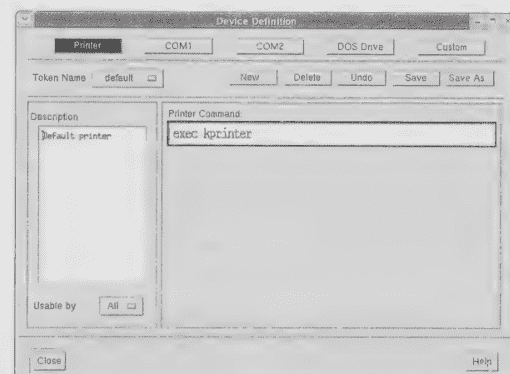 Device Definition
Printer COM1 COM2 DOS Drive Custom
Token Name default New Delete Undo Save Save As
Description
Default printer
Printer Command:
exec kprinter
Usable by All
Close Help